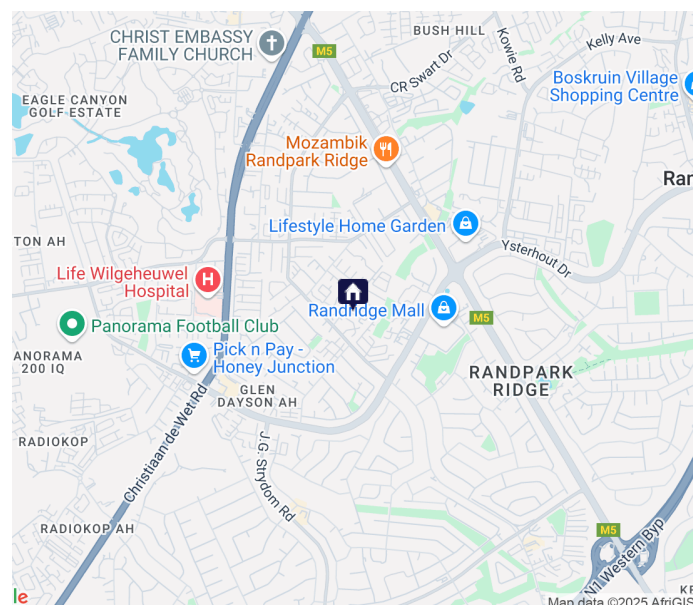 CHRIST EMBASSY
FAMILY CHURCH
M5
BUSH HILL
Kowie Rd
Kelly Ave
CR Swart Dr
Boskruin Village
Shopping Centre
EAGLE CANYON
GOLF ESTATE
Mozambik
Randpark Ridge
Ran
Lifestyle Home Garden
TON AH
Ysterhout Dr
Life Wilgeheuwel
Hospital
H
Randridge Mall
M5
Panorama Football Club
ANORAMA
200 IQ
Pick n Pay -
Honey Junction
RANDPARK
RIDGE
GLEN
DAYSON AH
Christiaan de Wet Rd
RADIOKOP
J.G. Strydom Rd
RADIOKOP AH
M5
N1 Western Byp
KE
le
Map data ©2025 AfriGIS